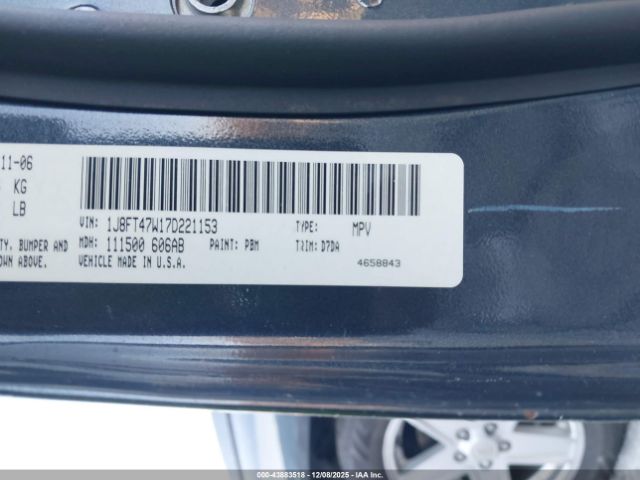 11-06
KG
LB
VIN: 1J8FT47W17D221153 TYPE: MPV
TY, BUMPER AND MDH: 111500 606AB PAINT: PBM TRIM: D7DA
OWN ABOVE. VEHICLE MADE IN U.S.A. 4658843
000-43883518 - 12/08/2025 - IAA Inc.